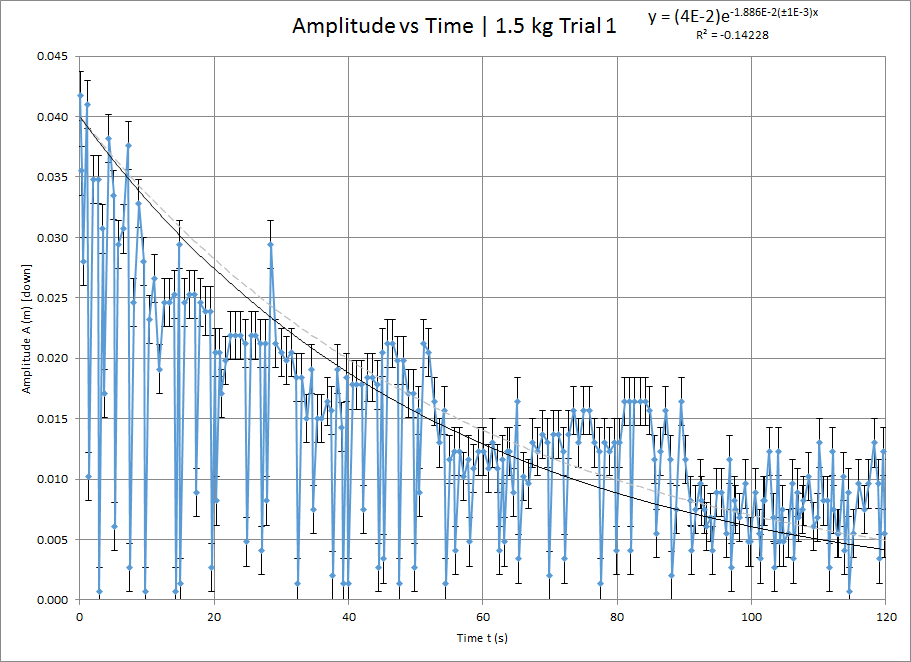 Amplitude vs Time | 1.5 kg Trial 1
y = (4E-2)e-1.886E-2(±1E-3)x
R² = -0.14228
0.045
0.040
0.035
0.030
0.025
0.020
0.015
0.010
0.005
0.000
Amplitude A (m) [down]
0 20 40 60 80 100 120
Time t (s)